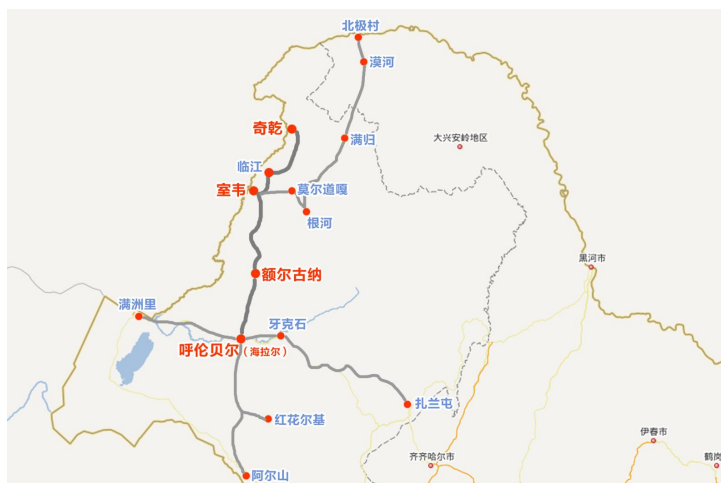 北极村
漠河
奇乾
满归
大兴安岭地区
临江
室韦
莫尔道嘎
根河
黑河市
额尔古纳
满洲里
牙克石
呼伦贝尔（海拉尔）
扎兰屯
红花尔基
伊春市
齐齐哈尔市
鹤岗
阿尔山